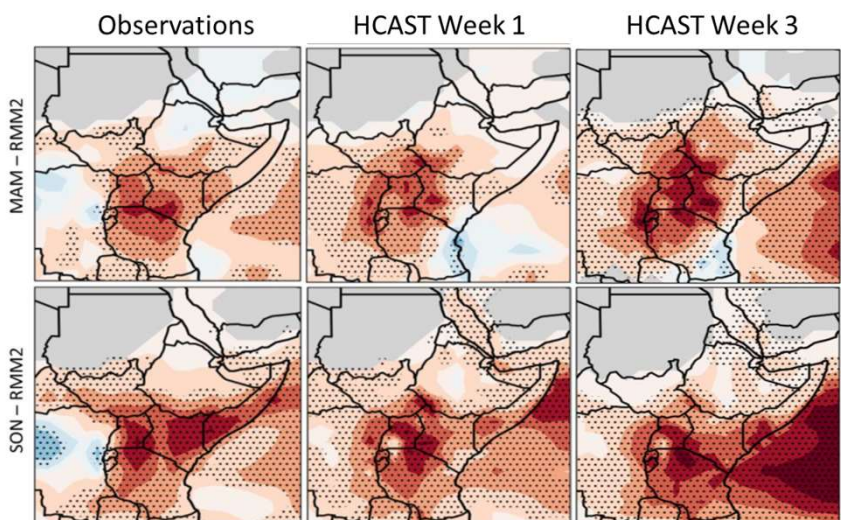 Observations
HCAST Week 1
HCAST Week 3
MAM – RMM2
SON – RMM2